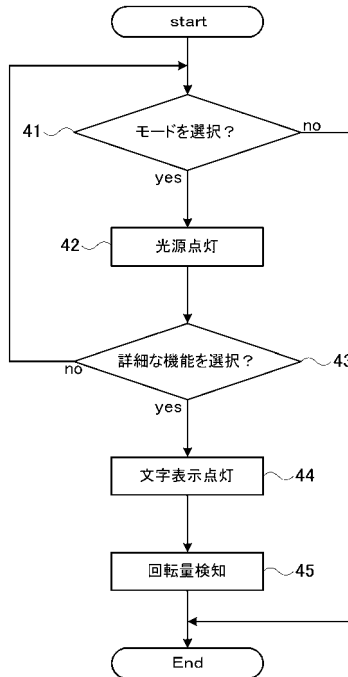 start
41
モードを選択？
no
yes
42
光源点灯
詳細な機能を選択？
43
no
yes
文字表示点灯
44
回転量検知
45
End